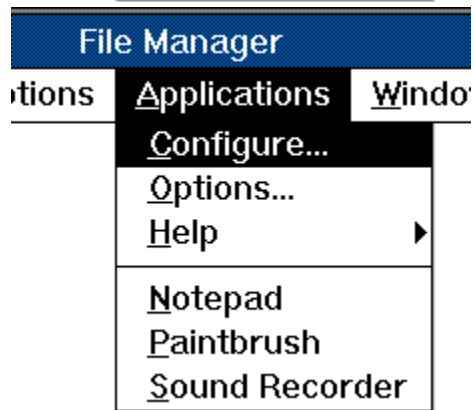 File Manager
tions Applications Windo
Configure...
Options...
Help
Notepad
Paintbrush
Sound Recorder